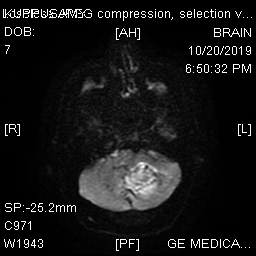 compression, selection v...
DOB:
[AH]
BRAIN
7
10/20/2019
6:50:32 PM
[R]
[L]
SP:-25.2mm
C971
W1943
[PF]
GE MEDICA...